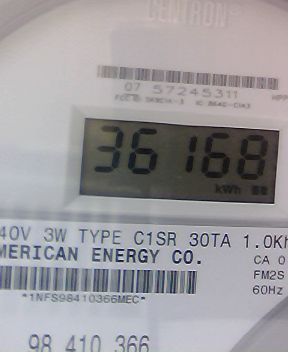 CENTRON®
07 57245311
36168
kWh
40V 3W TYPE C1SR 30TA 1.0Kh
MERICAN ENERGY CO.
CA 0
FM2S
60Hz
*1NFS98410366MEC*
98 410 366